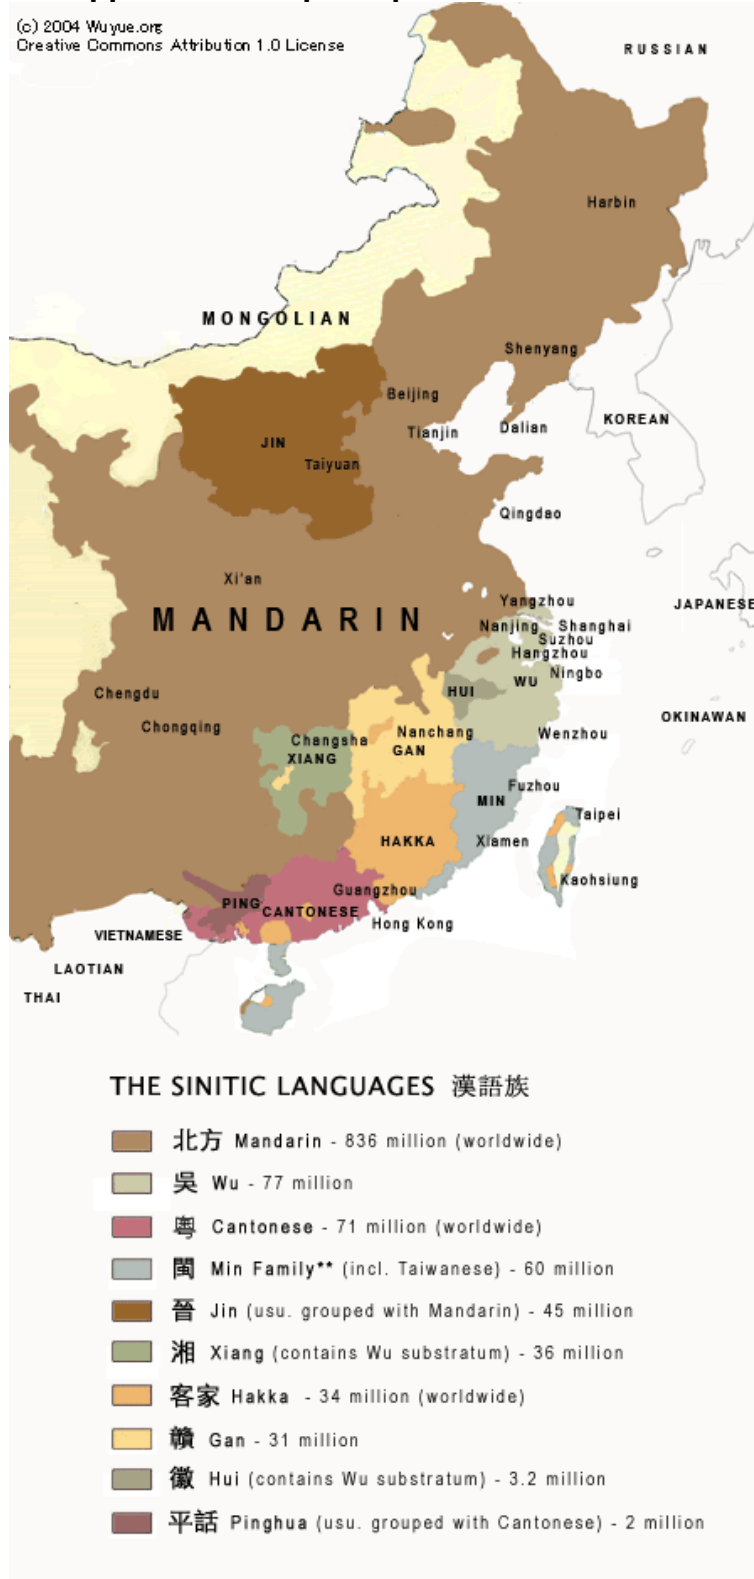 (c) 2004 Wuyue.org
Creative Commons Attribution 1.0 License
RUSSIAN
Harbin
MONGOLIAN
Shenyang
Beijing
Tianjin
Dalian
KOREAN
JIN
Taiyuan
Qingdao
Xi'an
MANDARIN
Yangzhou
JAPANESE
Nanjing
Shanghai
Suzhou
Hangzhou
Ningbo
WU
HUI
Chengdu
Chongqing
OKINAWAN
Changsha
XIANG
Nanchang
GAN
Wenzhou
Fuzhou
MIN
Taipei
HAKKA
Xiamen
Kaohsiung
Guangzhou
PING
CANTONESE
Hong Kong
VIETNAMESE
LAOTIAN
THAI
THE SINITIC LANGUAGES 漢語族
北方 Mandarin - 836 million (worldwide)
吳 Wu - 77 million
粵 Cantonese - 71 million (worldwide)
閩 Min Family** (incl. Taiwanese) - 60 million
晉 Jin (usu. grouped with Mandarin) - 45 million
湘 Xiang (contains Wu substratum) - 36 million
客家 Hakka - 34 million (worldwide)
贛 Gan - 31 million
徽 Hui (contains Wu substratum) - 3.2 million
平話 Pinghua (usu. grouped with Cantonese) - 2 million